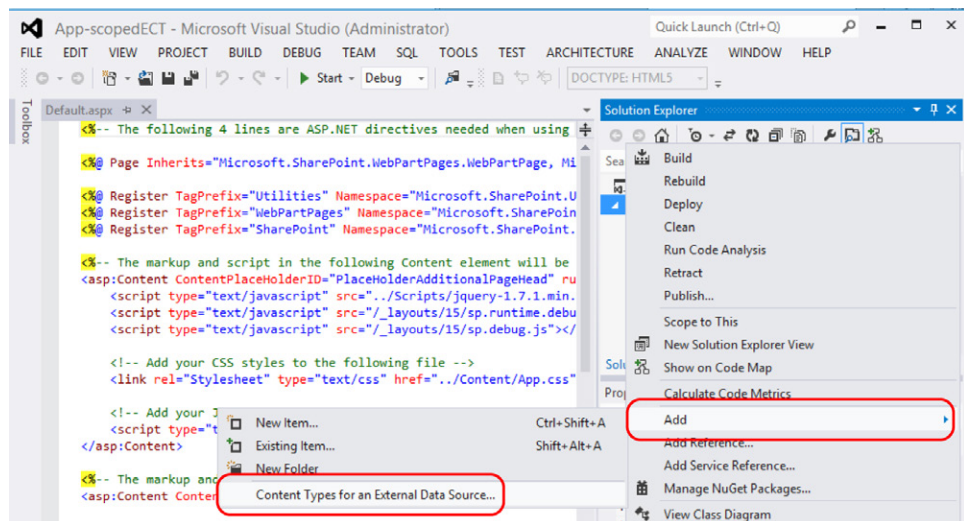 App-scopedECT - Microsoft Visual Studio (Administrator)
Quick Launch (Ctrl+Q)
FILE EDIT VIEW PROJECT BUILD DEBUG TEAM SQL TOOLS TEST ARCHITECTURE ANALYZE WINDOW HELP
Start Debug DOCTYPE: HTML5
Toolbox
Default.aspx
<%-- The following 4 lines are ASP.NET directives needed when using
<%@ Page Inherits="Microsoft.SharePoint.WebPartPages.WebPartPage, Mi
<%@ Register TagPrefix="Utilities" Namespace="Microsoft.SharePoint.U
<%@ Register TagPrefix="WebPartPages" Namespace="Microsoft.SharePoin
<%@ Register TagPrefix="SharePoint" Namespace="Microsoft.SharePoint.
<%-- The markup and script in the following Content element will be
<asp:Content ContentPlaceHolderID="PlaceHolderAdditionalPageHead" ru
<script type="text/javascript" src="../Scripts/jquery-1.7.1.min.
<script type="text/javascript" src="/_layouts/15/sp.runtime.debu
<script type="text/javascript" src="/_layouts/15/sp.debug.js"></
<!-- Add your CSS styles to the following file -->
<link rel="Stylesheet" type="text/css" href="../Content/App.css"
<!-- Add your J
<script type="t
</asp:Content>
<%-- The markup and
<asp:Content Conten
New Item... Ctrl+Shift+A
Existing Item... Shift+Alt+A
New Folder
Content Types for an External Data Source...
Solution Explorer
Sea
Solu
Prop
Build
Rebuild
Deploy
Clean
Run Code Analysis
Retract
Publish...
Scope to This
New Solution Explorer View
Show on Code Map
Calculate Code Metrics
Add
Add Reference...
Add Service Reference...
Manage NuGet Packages...
View Class Diagram